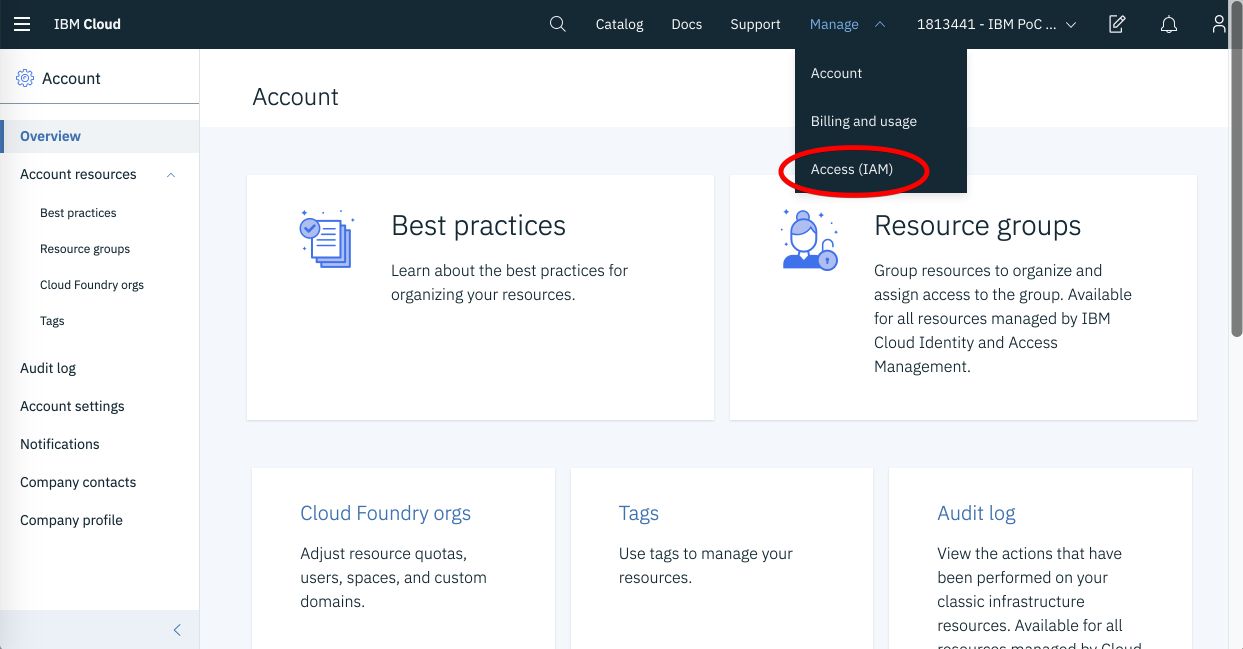 IBM Cloud
Catalog
Docs
Support
Manage
1813441 - IBM PoC ...
Account
Billing and usage
Access (IAM)
Account
Overview
Account resources
Best practices
Resource groups
Cloud Foundry orgs
Tags
Audit log
Account settings
Notifications
Company contacts
Company profile
Account
Best practices
Learn about the best practices for
organizing your resources.
Resource groups
Group resources to organize and
assign access to the group. Available
for all resources managed by IBM
Cloud Identity and Access
Management.
Cloud Foundry orgs
Adjust resource quotas,
users, spaces, and custom
domains.
Tags
Use tags to manage your
resources.
Audit log
View the actions that have
been performed on your
classic infrastructure
resources. Available for all
resources managed by Cloud